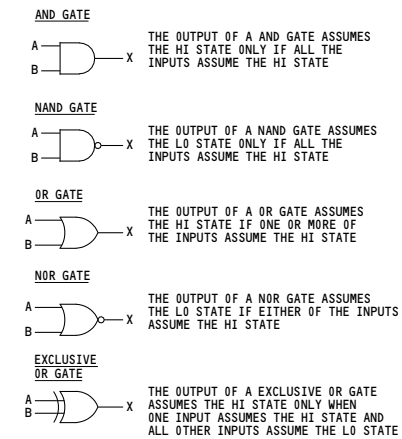 AND GATE
A
B
X
THE OUTPUT OF A AND GATE ASSUMES
THE HI STATE ONLY IF ALL THE
INPUTS ASSUME THE HI STATE
NAND GATE
A
B
X
THE OUTPUT OF A NAND GATE ASSUMES
THE LO STATE ONLY IF ALL THE
INPUTS ASSUME THE HI STATE
OR GATE
A
B
X
THE OUTPUT OF A OR GATE ASSUMES
THE HI STATE IF ONE OR MORE OF
THE INPUTS ASSUME THE HI STATE
NOR GATE
A
B
X
THE OUTPUT OF A NOR GATE ASSUMES
THE LO STATE IF EITHER OF THE INPUTS
ASSUME THE HI STATE
EXCLUSIVE
OR GATE
A
B
X
THE OUTPUT OF A EXCLUSIVE OR GATE
ASSUMES THE HI STATE ONLY WHEN
ONE INPUT ASSUMES THE HI STATE AND
ALL OTHER INPUTS ASSUME THE LO STATE